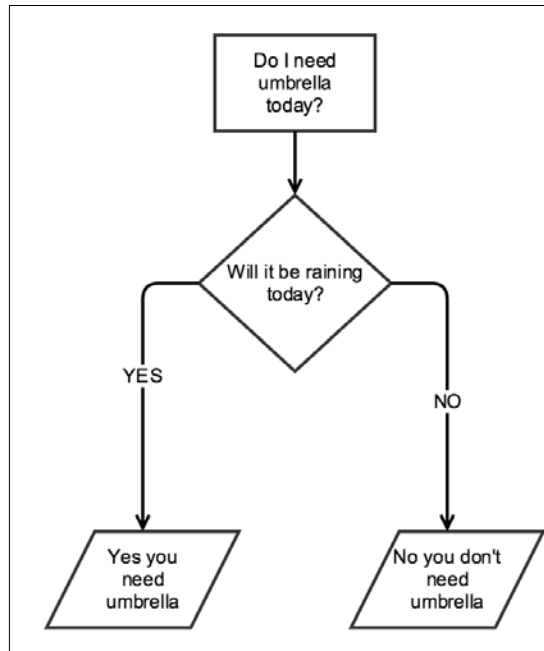 Do I need
umbrella
today?
Will it be raining
today?
YES
NO
Yes you
need
umbrella
No you don't
need
umbrella